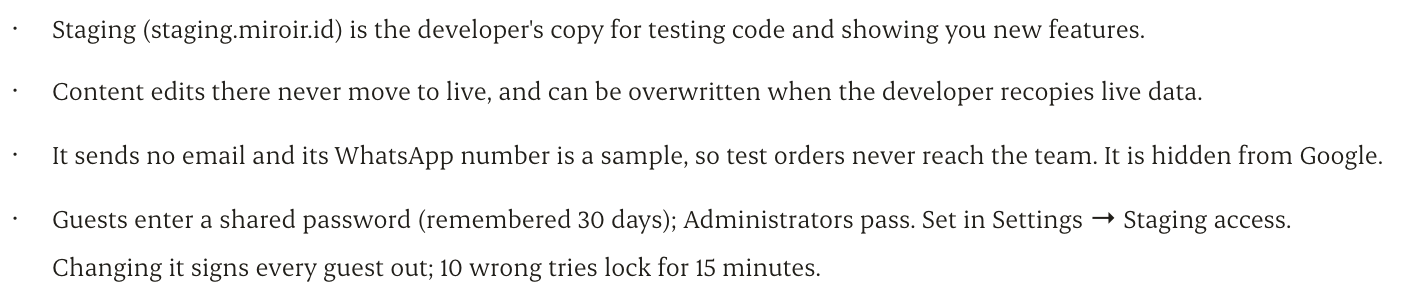 · Staging (staging.miroir.id) is the developer's copy for testing code and showing you new features.
· Content edits there never move to live, and can be overwritten when the developer recopies live data.
· It sends no email and its WhatsApp number is a sample, so test orders never reach the team. It is hidden from Google.
· Guests enter a shared password (remembered 30 days); Administrators pass. Set in Settings → Staging access.
Changing it signs every guest out; 10 wrong tries lock for 15 minutes.